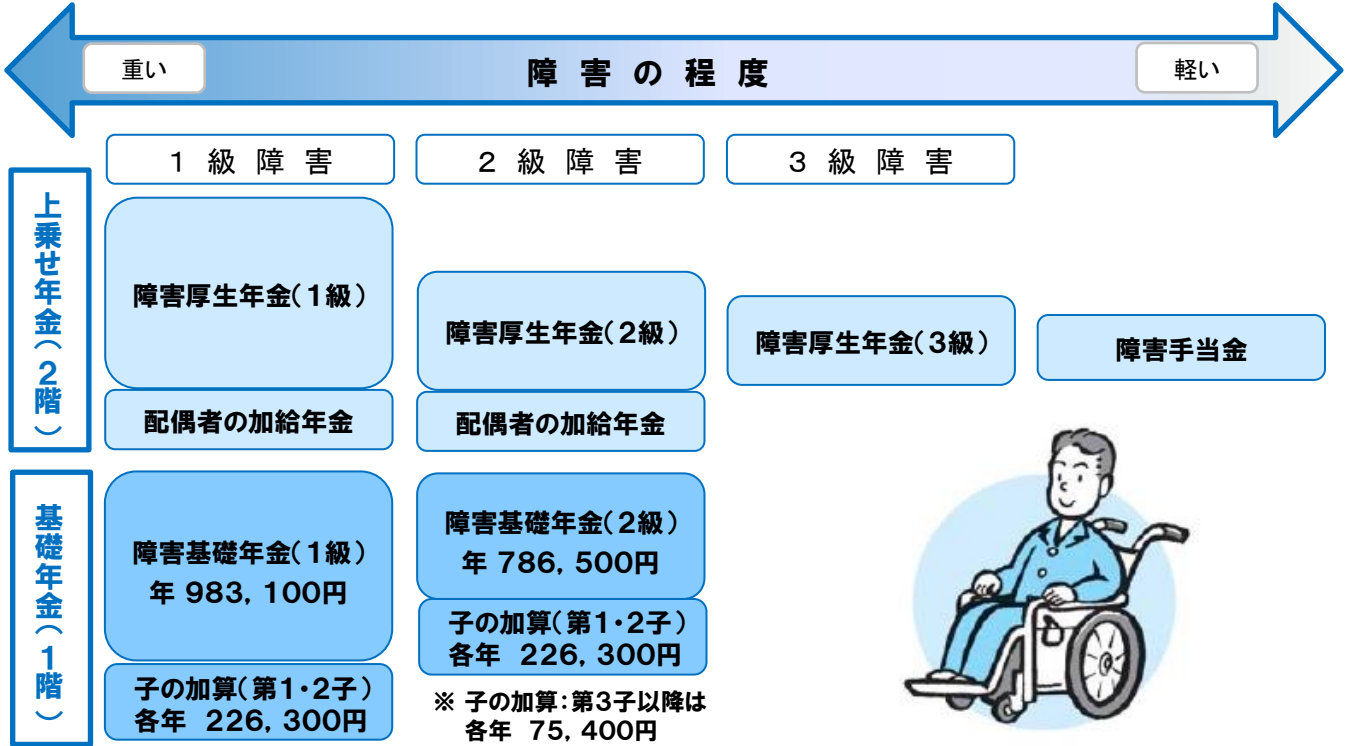 重い
障害の程度
軽い
1級障害
2級障害
3級障害
上乗せ年金(2階)
障害厚生年金(1級)
障害厚生年金(2級)
障害厚生年金(3級)
障害手当金
配偶者の加給年金
配偶者の加給年金
基礎年金(1階)
障害基礎年金(1級)
年 983,100円
子の加算(第1・2子)
各年 226,300円
障害基礎年金(2級)
年 786,500円
子の加算(第1・2子)
各年 226,300円
※ 子の加算:第3子以降は
各年 75,400円